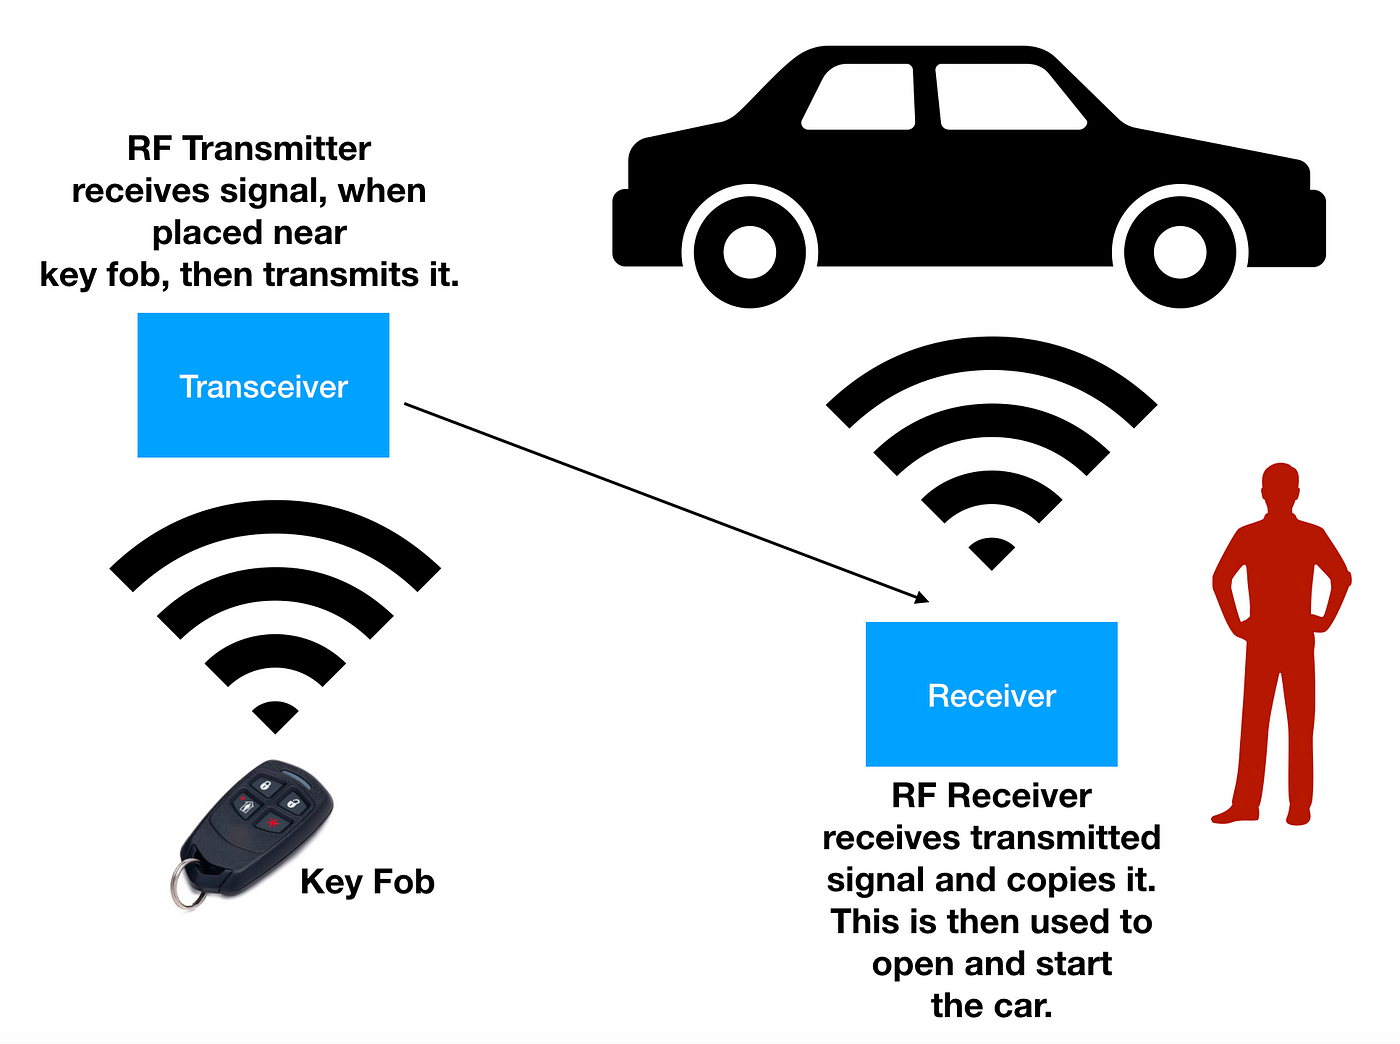 RF Transmitter
receives signal, when
placed near
key fob, then transmits it.
Transceiver
Key Fob
Receiver
RF Receiver
receives transmitted
signal and copies it.
This is then used to
open and start
the car.